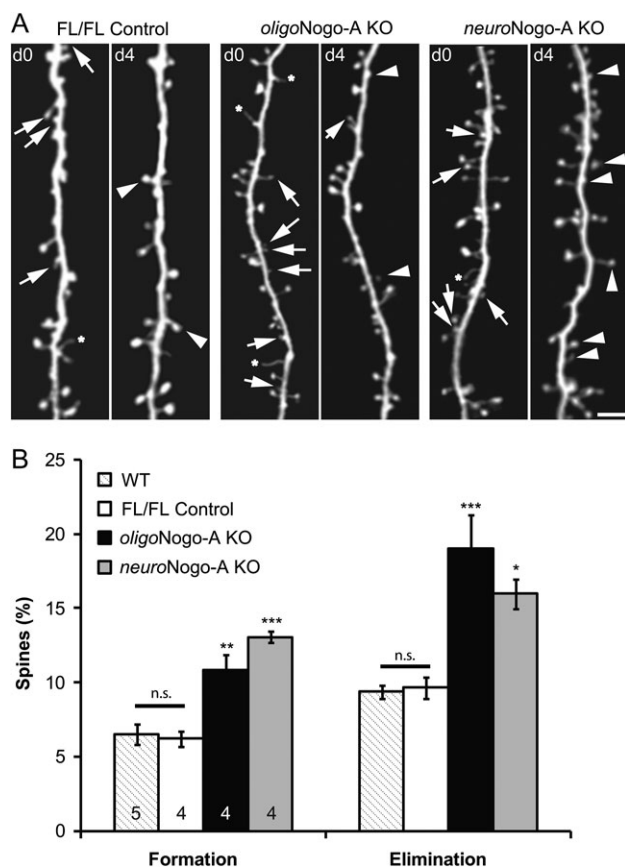 A
FL/FL Control
oligoNogo-A KO
neuroNogo-A KO
d0
d4
d0
d4
d0
d4
*
*
*
*
*
*
B
25
20
15
10
5
0
Spines (%)
WT
FL/FL Control
oligoNogo-A KO
neuroNogo-A KO
n.s.
**
***
n.s.
***
*
5
4
4
4
Formation
Elimination